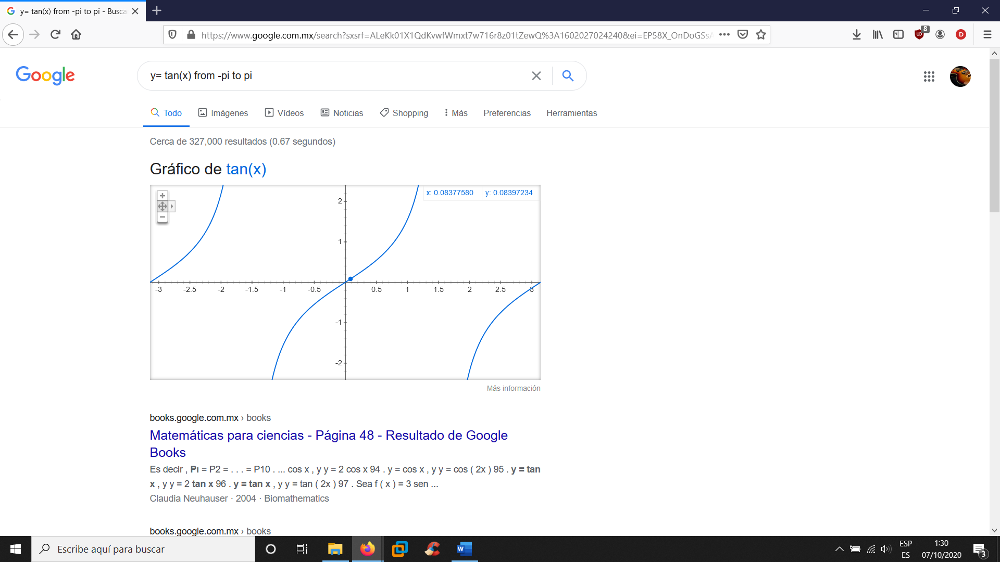 y= tan(x) from -pi to pi - Busca
https://www.google.com.mx/search?sxsrf=ALeKk01X1QdKvwfWmxt7w716r8z01tZewQ%3A1602027024240&ei=EP58X_OnDoGSsA
8
D
Google
y= tan(x) from -pi to pi
Todo Imágenes Vídeos Noticias Shopping Más Preferencias Herramientas
Cerca de 327,000 resultados (0.67 segundos)
Gráfico de tan(x)
x: 0.08377580 y: 0.08397234
2
1
-3 -2.5 -2 -1.5 -1 -0.5 0.5 1 1.5 2 2.5 3
-1
-2
Más información
books.google.com.mx › books
Matemáticas para ciencias - Página 48 - Resultado de Google
Books
Es decir , Pı = P2 = . . . = P10 . ... cos x , y y = 2 cos x 94 . y = cos x , y y = cos ( 2x ) 95 . y = tan
x , y y = 2 tan x 96 . y = tan x , y y = tan ( 2x ) 97 . Sea f ( x ) = 3 sen ...
Claudia Neuhauser · 2004 · Biomathematics
books.google.com.mx › books
Escribe aquí para buscar
W
ESP
ES
1:30
07/10/2020
3